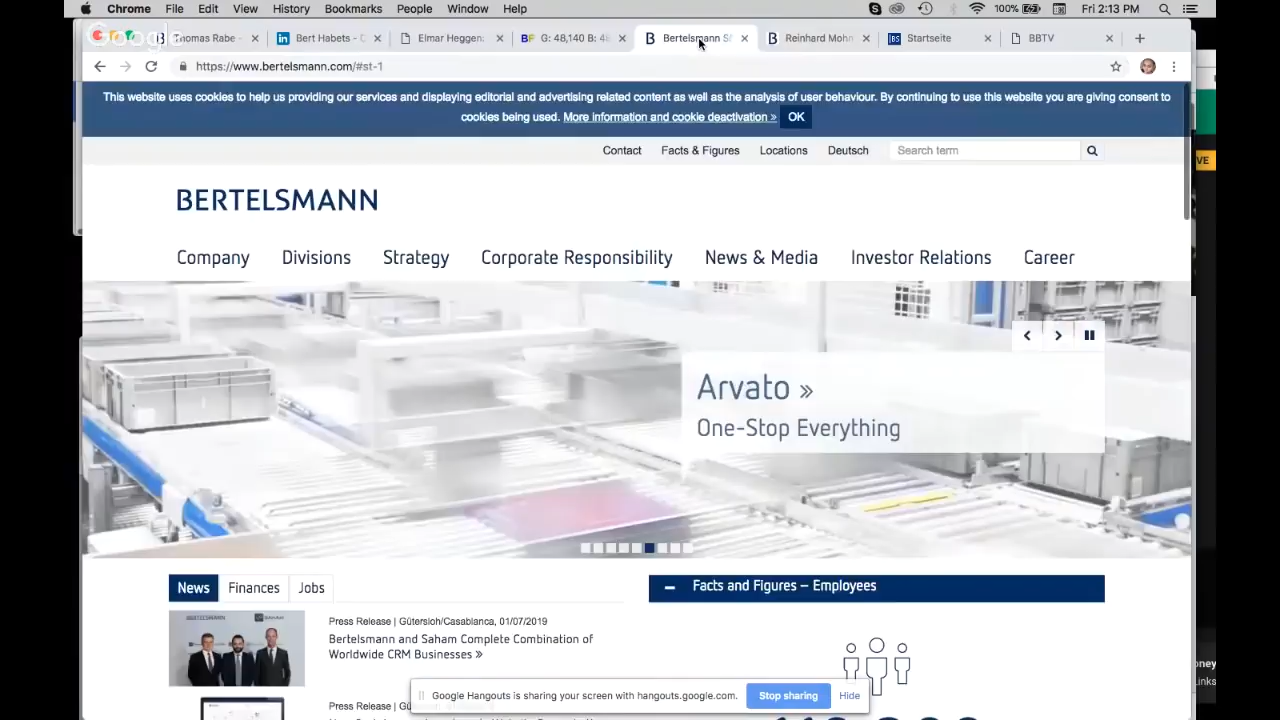 Chrome File Edit View History Bookmarks People Window Help 100% Fri 2:13 PM
Google
Thomas Rabe - Bert Habets - C Elmar Heggen: G: 48,140 B: 48 Bertelsmann SE Reinhard Mohn Startseite BBTV
https://www.bertelsmann.com/#st-1
This website uses cookies to help us providing our services and displaying editorial and advertising related content as well as the analysis of user behaviour. By continuing to use this website you are giving consent to
cookies being used. More information and cookie deactivation » OK
Contact Facts & Figures Locations Deutsch Search term
BERTELSMANN
Company Divisions Strategy Corporate Responsibility News & Media Investor Relations Career
Arvato »
One-Stop Everything
News Finances Jobs
Facts and Figures – Employees
BERTELSMANN
Press Release | Gütersloh/Casablanca, 01/07/2019
Bertelsmann and Saham Complete Combination of
Worldwide CRM Businesses »
Google Hangouts is sharing your screen with hangouts.google.com. Stop sharing Hide
Press Release |